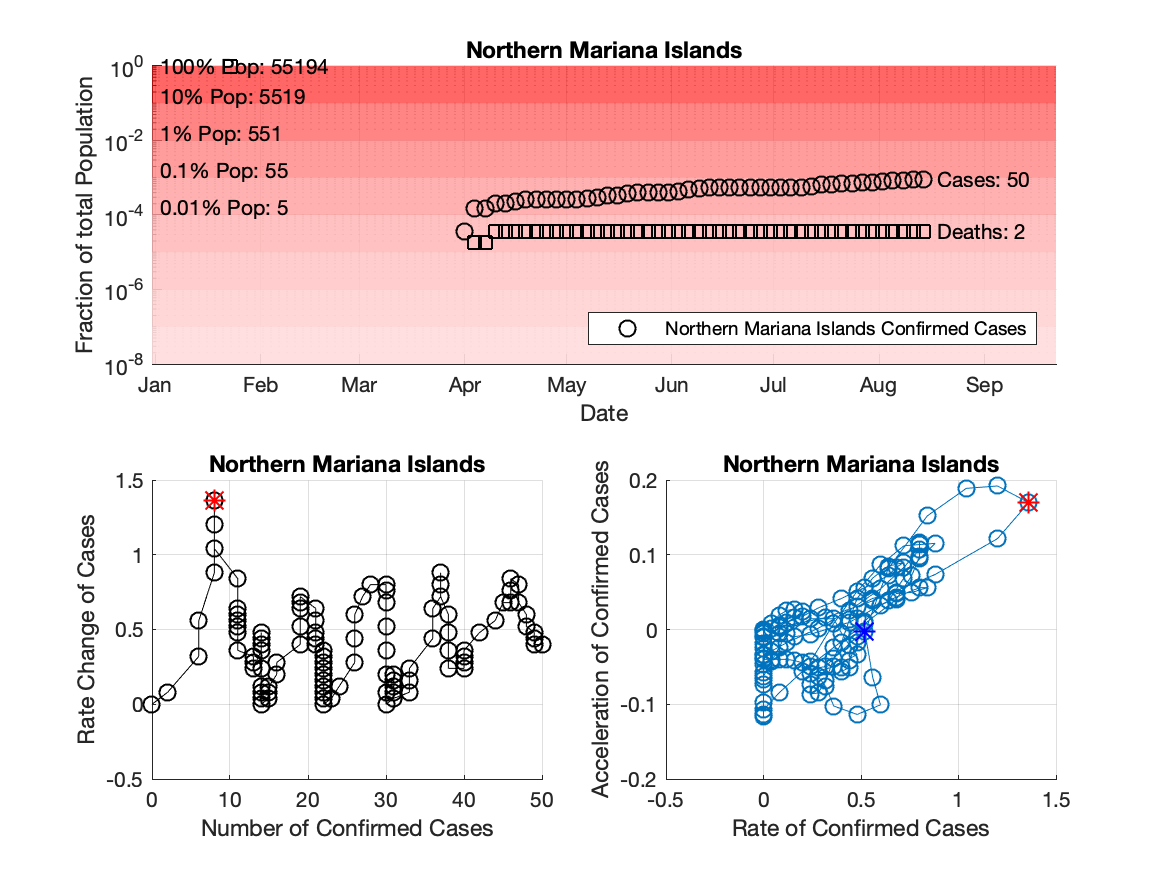 Northern Mariana Islands
Fraction of total Population
10^0
10^-2
10^-4
10^-6
10^-8
100% Pop: 55194
10% Pop: 5519
1% Pop: 551
0.1% Pop: 55
0.01% Pop: 5
Cases: 50
Deaths: 2
Northern Mariana Islands Confirmed Cases
Jan Feb Mar Apr May Jun Jul Aug Sep
Date
Northern Mariana Islands
Rate Change of Cases
1.5
1
0.5
0
-0.5
0 10 20 30 40 50
Number of Confirmed Cases
Northern Mariana Islands
Acceleration of Confirmed Cases
0.2
0.1
0
-0.1
-0.2
-0.5 0 0.5 1 1.5
Rate of Confirmed Cases